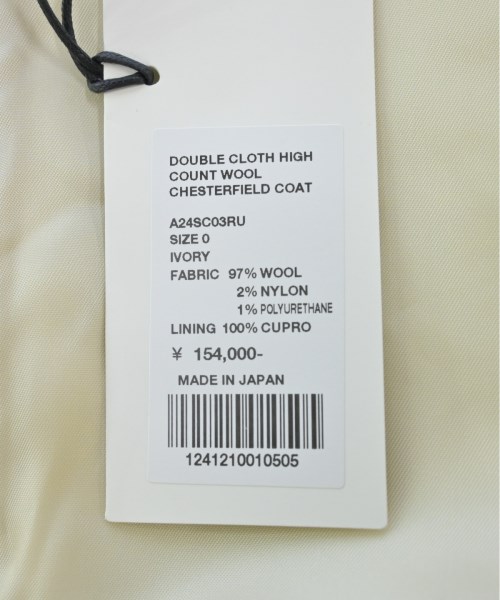 DOUBLE CLOTH HIGH
COUNT WOOL
CHESTERFIELD COAT
A24SC03RU
SIZE 0
IVORY
FABRIC 97% WOOL
2% NYLON
1% POLYURETHANE
LINING 100% CUPRO
¥ 154,000-
MADE IN JAPAN
1241210010505